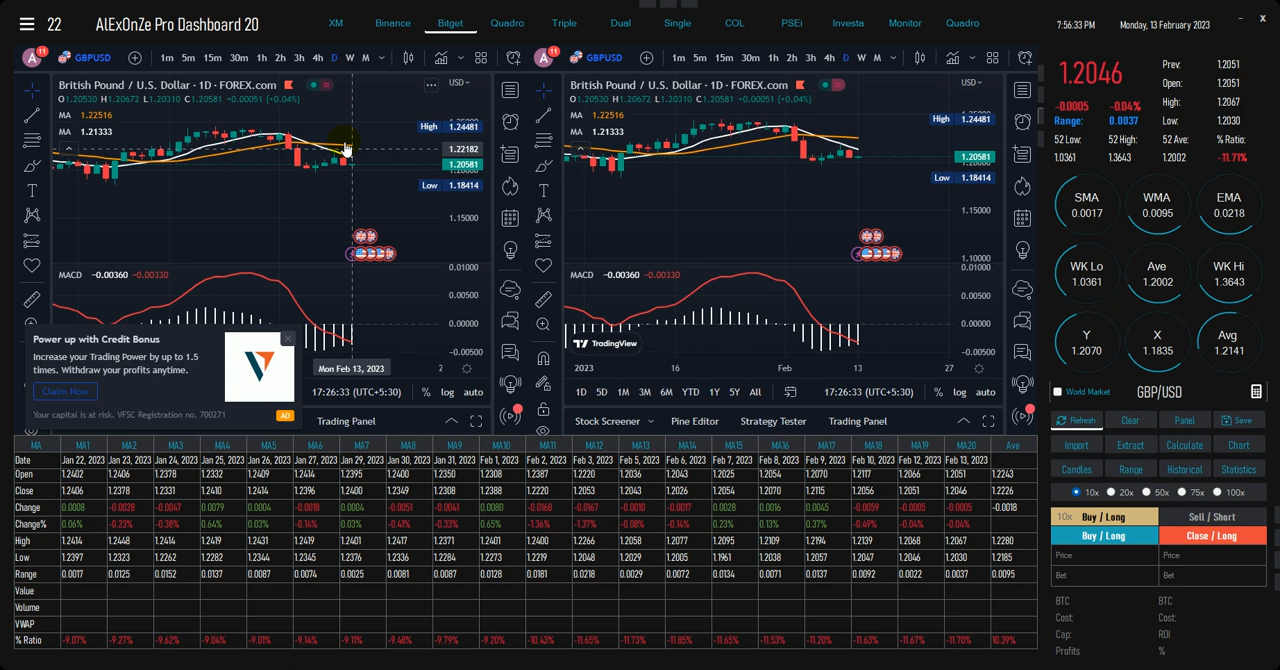 22 AlExOnZe Pro Dashboard 20
XM Binance Bitget Quadro Triple Dual Single COL PSEi Investa Monitor Quadro
7:56:33 PM Monday, 13 February 2023
A 11 GBPUSD 1m 5m 15m 30m 1h 2h 3h 4h D W M
British Pound / U.S. Dollar · 1D · FOREX.com USD
O1.20530 H1.20672 L1.20310 C1.20581 +0.00051 (+0.04%)
MA 1.22516
MA 1.21333
High 1.24481
1.22182
1.20581
Low 1.18414
1.15000
MACD −0.00360 −0.00330
0.01000
0.00500
0.00000
−0.00500
Mon Feb 13, 2023 2
17:26:33 (UTC+5:30) % log auto
Trading Panel
Power up with Credit Bonus
Increase your Trading Power by up to 1.5
times. Withdraw your profits anytime.
Claim Now
Your capital is at risk. VFSC Registration no. 700271
AD
A 11 GBPUSD 1m 5m 15m 30m 1h 2h 3h 4h D W M
British Pound / U.S. Dollar · 1D · FOREX.com USD
O1.20530 H1.20672 L1.20310 C1.20581 +0.00051 (+0.04%)
MA 1.22516
MA 1.21333
High 1.24481
1.20581
Low 1.18414
1.15000
1.10000
MACD −0.00360 −0.00330
0.01000
0.00500
0.00000
−0.00500
TradingView
2023 16 Feb 13 27
1D 5D 1M 3M 6M YTD 1Y 5Y All 17:26:33 (UTC+5:30) % log auto
Stock Screener Pine Editor Strategy Tester Trading Panel
1.2046
-0.0005 -0.04%
Range: 0.0037
Prev: 1.2051
Open: 1.2051
High: 1.2067
Low: 1.2030
52 Low: 52 High: 52 Ave: % Ratio:
1.0361 1.3643 1.2002 -11.71%
SMA WMA EMA
0.0017 0.0095 0.0218
WK Lo Ave WK Hi
1.0361 1.2002 1.3643
Y X Avg
1.2070 1.1835 1.2141
World Market GBP/USD
Refresh Clear Panel Save
Import Extract Calculate Chart
Candles Range Historical Statistics
10x 20x 50x 75x 100x
10x Buy / Long Sell / Short
Buy / Long Close / Long
Price Price
Bet Bet
BTC BTC
Cost: Cost:
Cap: ROI
Profits %
MA MA1 MA2 MA3 MA4 MA5 MA6 MA7 MA8 MA9 MA10 MA11 MA12 MA13 MA14 MA15 MA16 MA17 MA18 MA19 MA20 Ave
Date Jan 22, 2023 Jan 23, 2023 Jan 24, 2023 Jan 25, 2023 Jan 26, 2023 Jan 27, 2023 Jan 29, 2023 Jan 30, 2023 Jan 31, 2023 Feb 1, 2023 Feb 2, 2023 Feb 3, 2023 Feb 5, 2023 Feb 6, 2023 Feb 7, 2023 Feb 8, 2023 Feb 9, 2023 Feb 10, 2023 Feb 12, 2023 Feb 13, 2023
Open 1.2402 1.2406 1.2378 1.2332 1.2409 1.2414 1.2395 1.2400 1.2350 1.2308 1.2387 1.2220 1.2036 1.2043 1.2025 1.2054 1.2070 1.2117 1.2066 1.2051 1.2243
Close 1.2406 1.2378 1.2331 1.2410 1.2414 1.2396 1.2400 1.2349 1.2308 1.2388 1.2220 1.2053 1.2043 1.2026 1.2053 1.2070 1.2115 1.2056 1.2051 1.2046 1.2226
Change 0.0008 -0.0028 -0.0047 0.0079 0.0004 -0.0018 0.0004 -0.0051 -0.0041 0.0080 -0.0168 -0.0167 -0.0010 -0.0017 0.0028 0.0016 0.0045 -0.0059 -0.0005 -0.0005 -0.0018
Change% 0.06% -0.23% -0.38% 0.64% 0.03% -0.14% 0.03% -0.41% -0.33% 0.65% -1.36% -1.37% -0.08% -0.14% 0.23% 0.13% 0.37% -0.49% -0.04% -0.04%
High 1.2414 1.2448 1.2414 1.2419 1.2431 1.2419 1.2401 1.2417 1.2371 1.2401 1.2400 1.2266 1.2058 1.2077 1.2095 1.2109 1.2194 1.2139 1.2068 1.2067 1.2280
Low 1.2397 1.2323 1.2262 1.2282 1.2344 1.2345 1.2376 1.2336 1.2284 1.2273 1.2219 1.2048 1.2029 1.2005 1.1961 1.2038 1.2057 1.2047 1.2046 1.2030 1.2185
Range 0.0017 0.0125 0.0152 0.0137 0.0087 0.0074 0.0025 0.0081 0.0087 0.0128 0.0181 0.0218 0.0029 0.0072 0.0134 0.0071 0.0137 0.0092 0.0022 0.0037 0.0095
Value
Volume
VWAP
% Ratio -9.07% -9.27% -9.62% -9.04% -9.01% -9.14% -9.11% -9.48% -9.79% -9.20% -10.43% -11.65% -11.73% -11.85% -11.65% -11.53% -11.20% -11.63% -11.67% -11.70% 10.39%